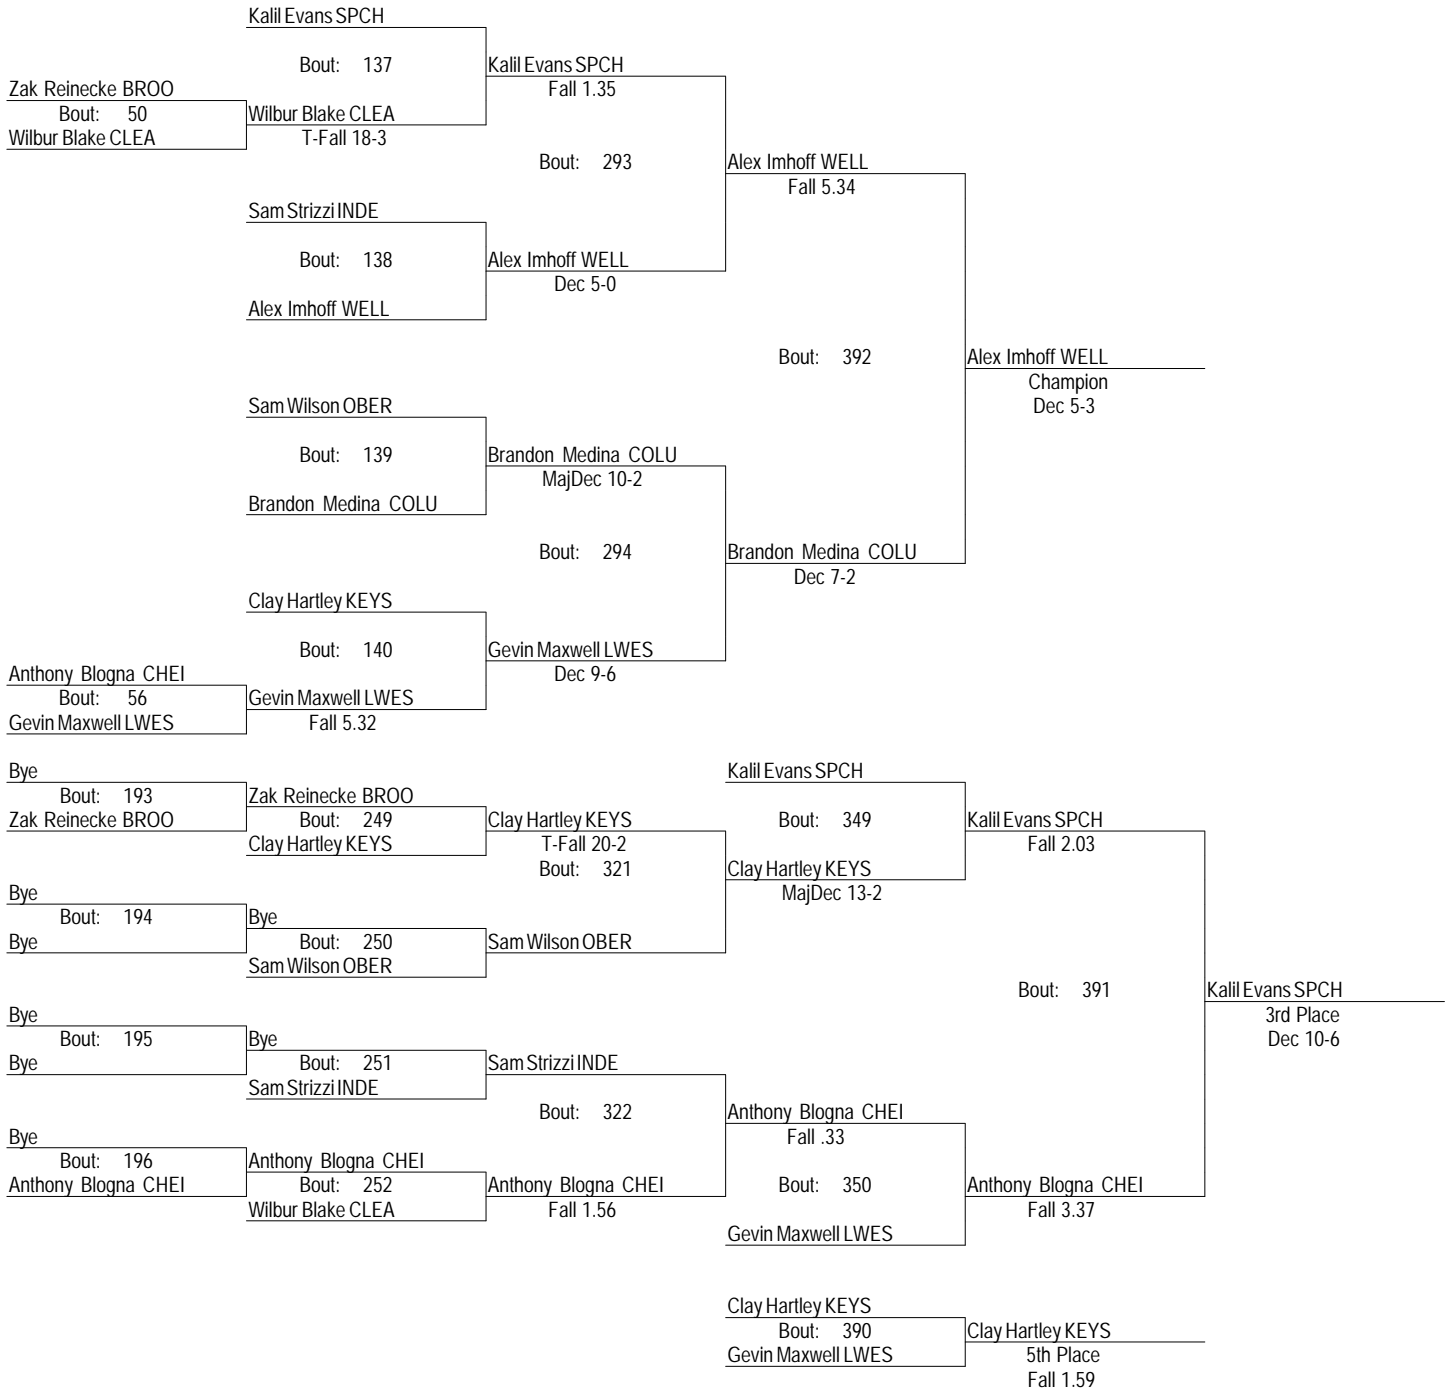 Kalil Evans SPCH
Bout: 137
Kalil Evans SPCH
Fall 1.35
Zak Reinecke BROO
Bout: 50
Wilbur Blake CLEA
Wilbur Blake CLEA
T-Fall 18-3
Bout: 293
Alex Imhoff WELL
Fall 5.34
Sam Strizzi INDE
Bout: 138
Alex Imhoff WELL
Dec 5-0
Alex Imhoff WELL
Bout: 392
Alex Imhoff WELL
Champion
Dec 5-3
Sam Wilson OBER
Bout: 139
Brandon Medina COLU
MajDec 10-2
Brandon Medina COLU
Bout: 294
Brandon Medina COLU
Dec 7-2
Clay Hartley KEYS
Bout: 140
Gevin Maxwell LWES
Dec 9-6
Anthony Blogna CHEI
Bout: 56
Gevin Maxwell LWES
Gevin Maxwell LWES
Fall 5.32
Bye
Bout: 193
Zak Reinecke BROO
Zak Reinecke BROO
Bout: 249
Clay Hartley KEYS
Clay Hartley KEYS
T-Fall 20-2
Bout: 321
Kalil Evans SPCH
Bout: 349
Clay Hartley KEYS
MajDec 13-2
Kalil Evans SPCH
Fall 2.03
Bye
Bout: 194
Bye
Bye
Bout: 250
Sam Wilson OBER
Sam Wilson OBER
Bout: 391
Kalil Evans SPCH
3rd Place
Dec 10-6
Bye
Bout: 195
Bye
Bye
Bout: 251
Sam Strizzi INDE
Sam Strizzi INDE
Bout: 322
Anthony Blogna CHEI
Fall .33
Bye
Bout: 196
Anthony Blogna CHEI
Anthony Blogna CHEI
Bout: 252
Wilbur Blake CLEA
Anthony Blogna CHEI
Fall 1.56
Bout: 350
Gevin Maxwell LWES
Anthony Blogna CHEI
Fall 3.37
Clay Hartley KEYS
Bout: 390
Gevin Maxwell LWES
Clay Hartley KEYS
5th Place
Fall 1.59